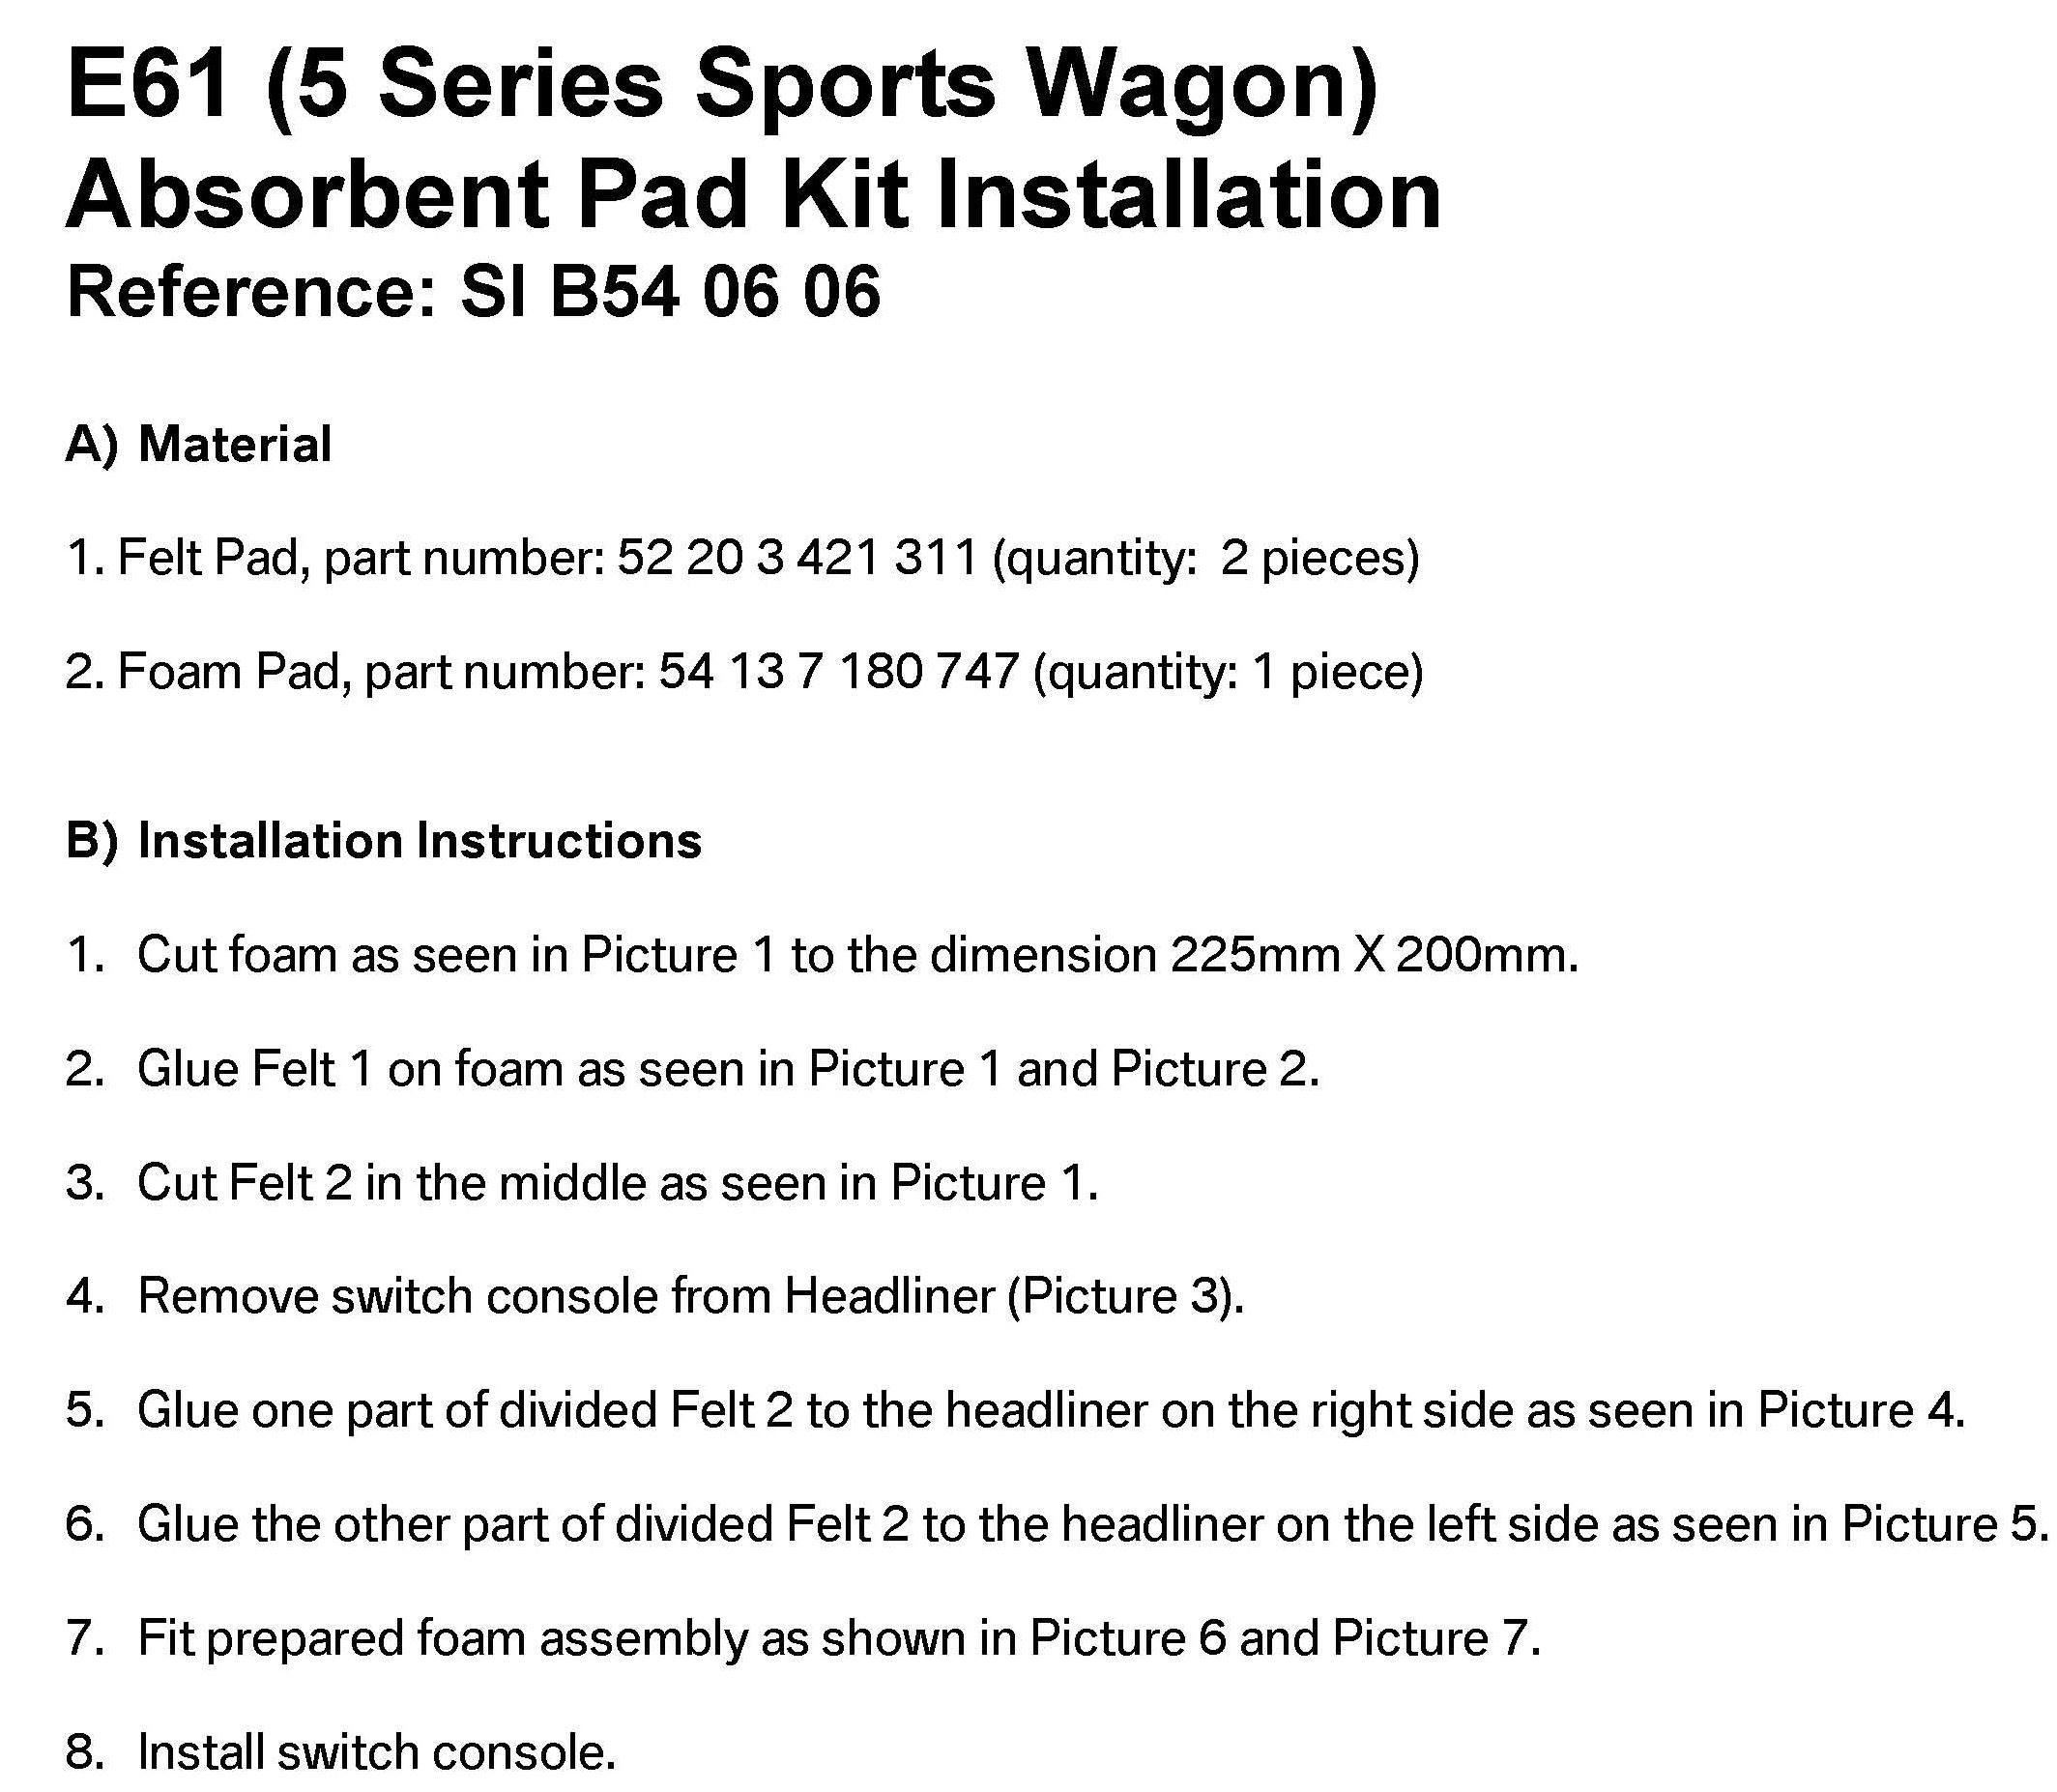 E61 (5 Series Sports Wagon)
Absorbent Pad Kit Installation
Reference: SI B54 06 06
A) Material
1. Felt Pad, part number: 52 20 3 421 311 (quantity:  2 pieces)
2. Foam Pad, part number: 54 13 7 180 747 (quantity: 1 piece)
B) Installation Instructions
1. Cut foam as seen in Picture 1 to the dimension 225mm X 200mm.
2. Glue Felt 1 on foam as seen in Picture 1 and Picture 2.
3. Cut Felt 2 in the middle as seen in Picture 1.
4. Remove switch console from Headliner (Picture 3).
5. Glue one part of divided Felt 2 to the headliner on the right side as seen in Picture 4.
6. Glue the other part of divided Felt 2 to the headliner on the left side as seen in Picture 5.
7. Fit prepared foam assembly as shown in Picture 6 and Picture 7.
8. Install switch console.